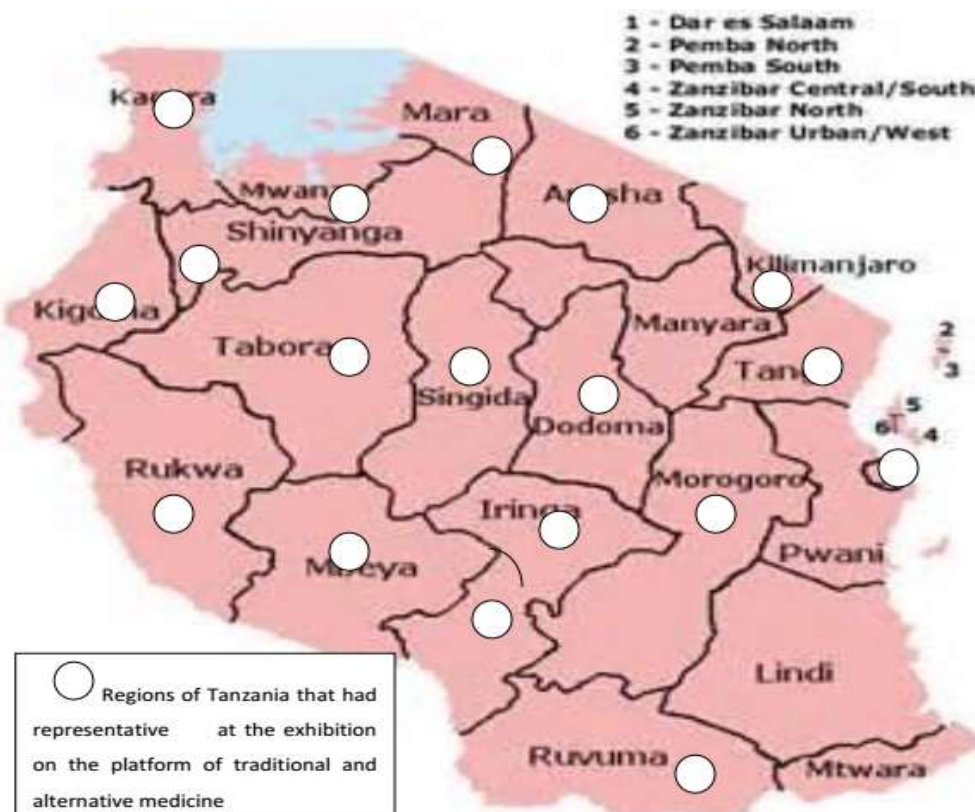 1 - Dar es Salaam
2 - Pemba North
3 - Pemba South
4 - Zanzibar Central/South
5 - Zanzibar North
6 - Zanzibar Urban/West
Mara
Shinyanga
Kilimanjaro
Manyara
Tabora
Singida
Dodoma
2
3
5
6
4
Rukwa
Morogoro
Pwani
Lindi
Ruvuma
Mtwara
Regions of Tanzania that had
representative at the exhibition
on the platform of traditional and
alternative medicine